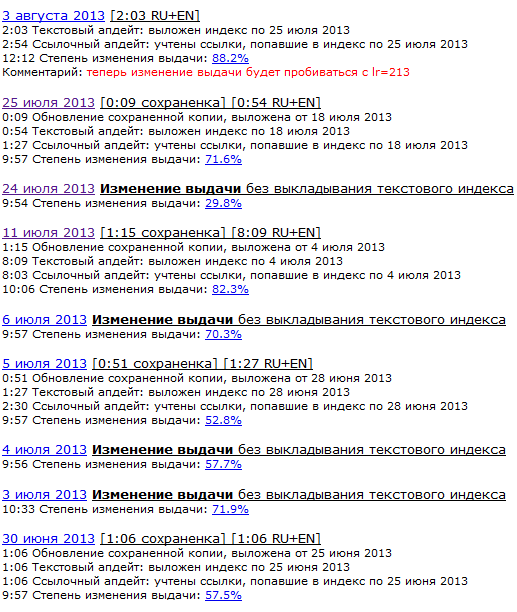 3 августа 2013 [2:03 RU+EN]
2:03 Текстовый апдейт: выложен индекс по 25 июля 2013
2:54 Ссылочный апдейт: учтены ссылки, попавшие в индекс по 25 июля 2013
12:12 Степень изменения выдачи: 88.2%
Комментарий: теперь изменение выдачи будет пробиваться с lr=213
25 июля 2013 [0:09 сохраненка] [0:54 RU+EN]
0:09 Обновление сохраненной копии, выложена от 18 июля 2013
0:54 Текстовый апдейт: выложен индекс по 18 июля 2013
1:27 Ссылочный апдейт: учтены ссылки, попавшие в индекс по 18 июля 2013
9:57 Степень изменения выдачи: 71.6%
24 июля 2013 Изменение выдачи без выкладывания текстового индекса
9:54 Степень изменения выдачи: 29.8%
11 июля 2013 [1:15 сохраненка] [8:09 RU+EN]
1:15 Обновление сохраненной копии, выложена от 4 июля 2013
8:09 Текстовый апдейт: выложен индекс по 4 июля 2013
8:03 Ссылочный апдейт: учтены ссылки, попавшие в индекс по 4 июля 2013
10:06 Степень изменения выдачи: 82.3%
6 июля 2013 Изменение выдачи без выкладывания текстового индекса
9:57 Степень изменения выдачи: 70.3%
5 июля 2013 [0:51 сохраненка] [1:27 RU+EN]
0:51 Обновление сохраненной копии, выложена от 28 июня 2013
1:27 Текстовый апдейт: выложен индекс по 28 июня 2013
2:30 Ссылочный апдейт: учтены ссылки, попавшие в индекс по 28 июня 2013
9:57 Степень изменения выдачи: 52.8%
4 июля 2013 Изменение выдачи без выкладывания текстового индекса
9:56 Степень изменения выдачи: 57.7%
3 июля 2013 Изменение выдачи без выкладывания текстового индекса
10:33 Степень изменения выдачи: 71.9%
30 июня 2013 [1:06 сохраненка] [1:06 RU+EN]
1:06 Обновление сохраненной копии, выложена от 25 июня 2013
1:06 Текстовый апдейт: выложен индекс по 25 июня 2013
1:06 Ссылочный апдейт: учтены ссылки, попавшие в индекс по 25 июня 2013
9:57 Степень изменения выдачи: 57.5%